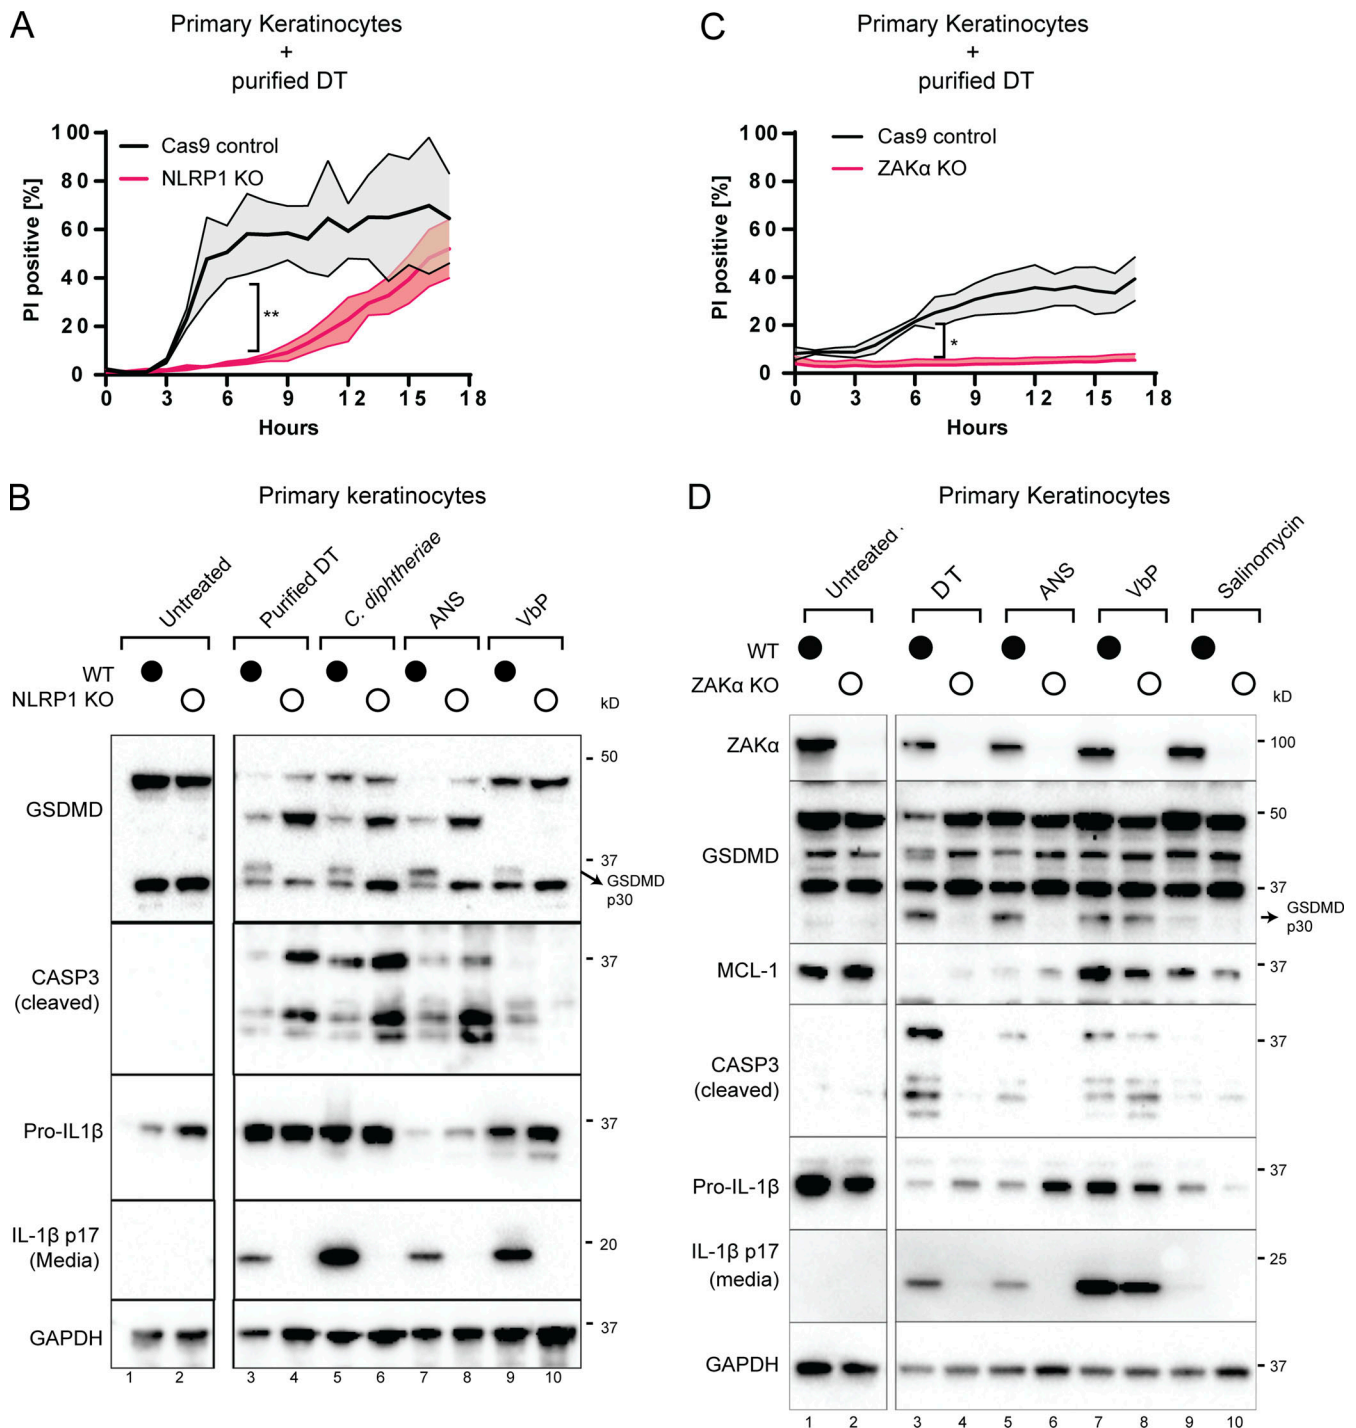 A
Primary Keratinocytes
+
purified DT
PI positive [%]
100
80
60
40
20
0
Cas9 control
NLRP1 KO
**
0 3 6 9 12 15 18
Hours
C
Primary Keratinocytes
+
purified DT
PI positive [%]
100
80
60
40
20
0
Cas9 control
ZAKα KO
*
0 3 6 9 12 15 18
Hours
B
Primary keratinocytes
Untreated
Purified DT
C. diphtheriae
ANS
VbP
WT
NLRP1 KO
kD
GSDMD
50
37
GSDMD
p30
CASP3
(cleaved)
37
Pro-IL1β
37
IL-1β p17
(Media)
20
GAPDH
37
1 2 3 4 5 6 7 8 9 10
D
Primary Keratinocytes
Untreated
DT
ANS
VbP
Salinomycin
WT
ZAKα KO
kD
ZAKα
100
GSDMD
50
37
GSDMD
p30
MCL-1
37
CASP3
(cleaved)
37
Pro-IL-1β
37
IL-1β p17
(media)
25
GAPDH
37
1 2 3 4 5 6 7 8 9 10